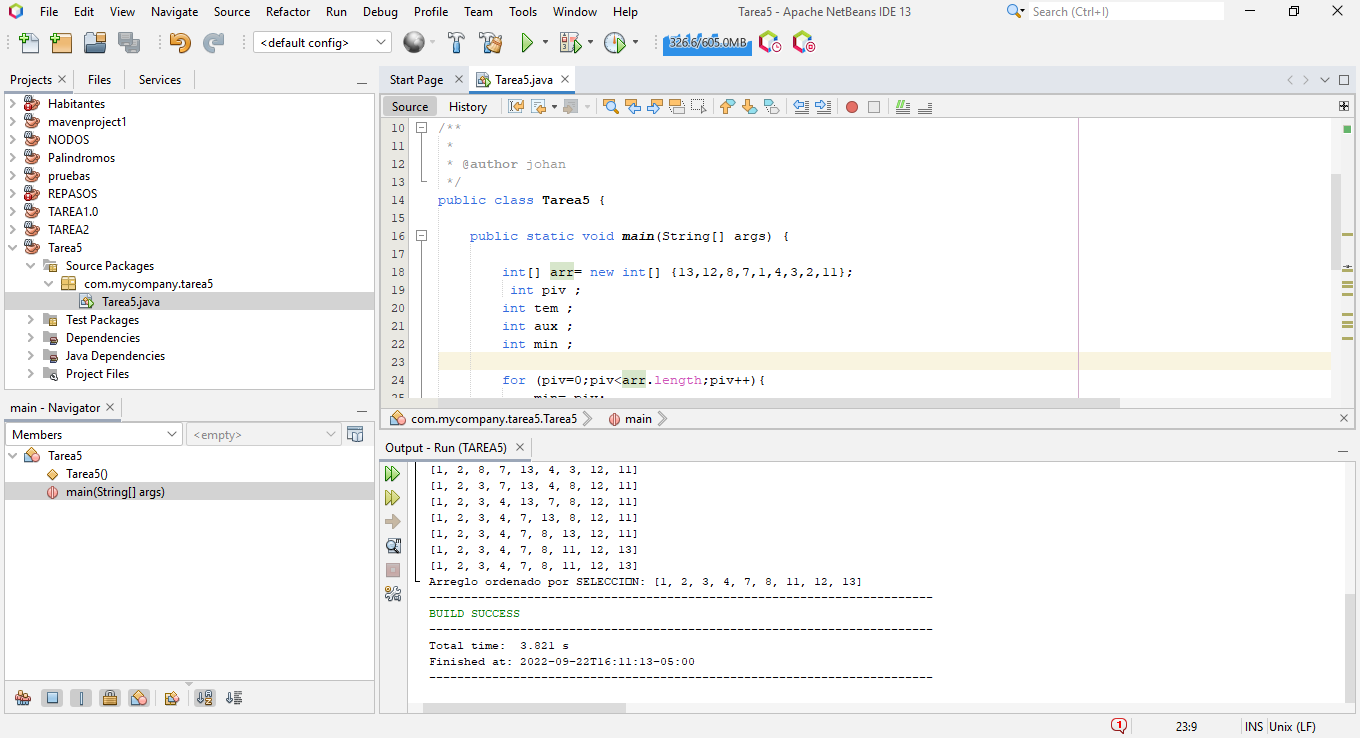 File Edit View Navigate Source Refactor Run Debug Profile Team Tools Window Help
Tarea5 - Apache NetBeans IDE 13
Search (Ctrl+I)
<default config>
326.6/605.0MB
Projects Files Services
Habitantes
mavenproject1
NODOS
Palindromos
pruebas
REPASOS
TAREA1.0
TAREA2
Tarea5
Source Packages
com.mycompany.tarea5
Tarea5.java
Test Packages
Dependencies
Java Dependencies
Project Files
main - Navigator
Members <empty>
Tarea5
Tarea5()
main(String[] args)
Start Page Tarea5.java
Source History
10 /**
11 *
12 * @author johan
13 */
14 public class Tarea5 {
15
16 public static void main(String[] args) {
17
18 int[] arr= new int[] {13,12,8,7,1,4,3,2,11};
19 int piv ;
20 int tem ;
21 int aux ;
22 int min ;
23
24 for (piv=0;piv<arr.length;piv++){
25 min= piv;
com.mycompany.tarea5.Tarea5 main
Output - Run (TAREA5)
[1, 2, 8, 7, 13, 4, 3, 12, 11]
[1, 2, 3, 7, 13, 4, 8, 12, 11]
[1, 2, 3, 4, 13, 7, 8, 12, 11]
[1, 2, 3, 4, 7, 13, 8, 12, 11]
[1, 2, 3, 4, 7, 8, 13, 12, 11]
[1, 2, 3, 4, 7, 8, 11, 12, 13]
[1, 2, 3, 4, 7, 8, 11, 12, 13]
Arreglo ordenado por SELECCI□N: [1, 2, 3, 4, 7, 8, 11, 12, 13]
------------------------------------------------------------------------
BUILD SUCCESS
------------------------------------------------------------------------
Total time: 3.821 s
Finished at: 2022-09-22T16:11:13-05:00
------------------------------------------------------------------------
1 23:9 INS Unix (LF)